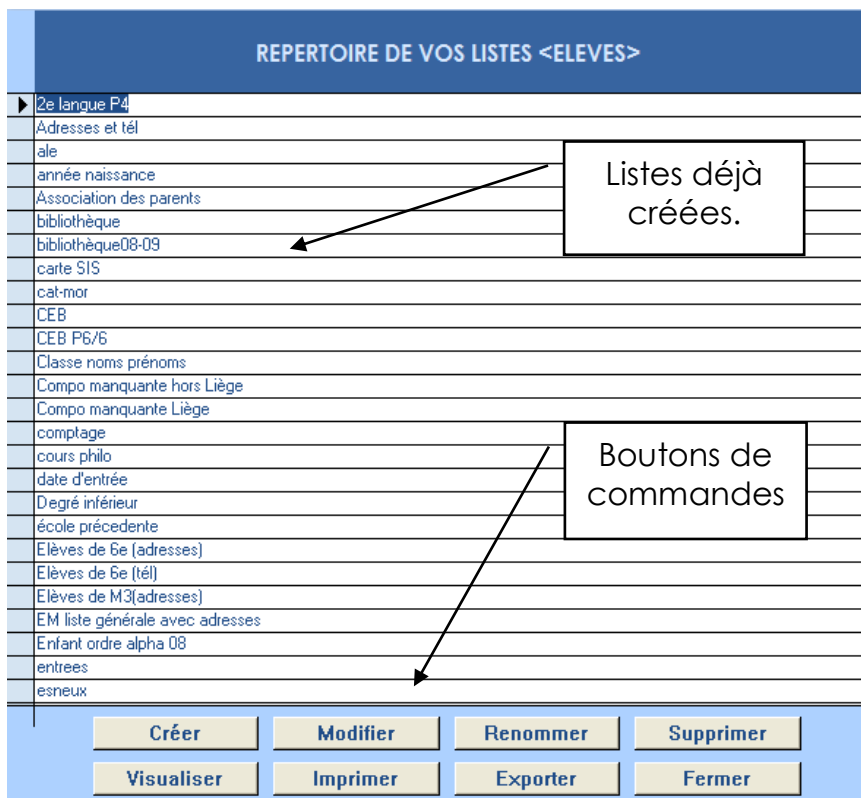 REPERTOIRE DE VOS LISTES <ELEVES>
2e langue P4
Adresses et tél
ale
année naissance
Association des parents
bibliothèque
bibliothèque08-09
carte SIS
cat-mor
CEB
CEB P6/6
Classe noms prénoms
Compo manquante hors Liège
Compo manquante Liège
comptage
cours philo
date d'entrée
Degré inférieur
école précedente
Elèves de 6e (adresses)
Elèves de 6e (tél)
Elèves de M3(adresses)
EM liste générale avec adresses
Enfant ordre alpha 08
entrees
esneux
Listes déjà
créées.
Boutons de
commandes
Créer Modifier Renommer Supprimer
Visualiser Imprimer Exporter Fermer